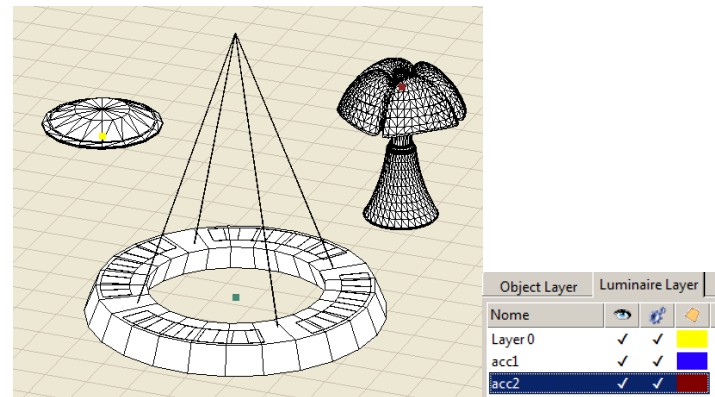 Object Layer Luminaire Layer
Nome
Layer 0
acc1
acc2